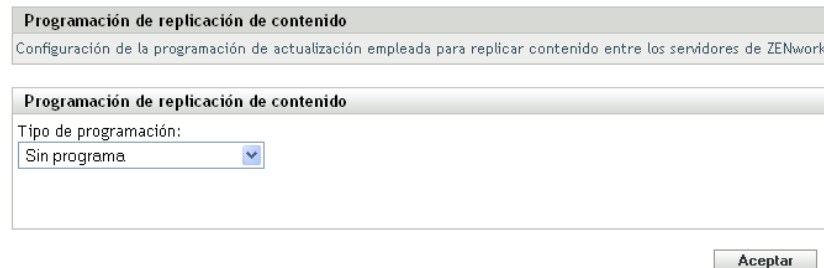 Programación de replicación de contenido
Configuración de la programación de actualización empleada para replicar contenido entre los servidores de ZENwork
Programación de replicación de contenido
Tipo de programación:
Sin programa
Aceptar